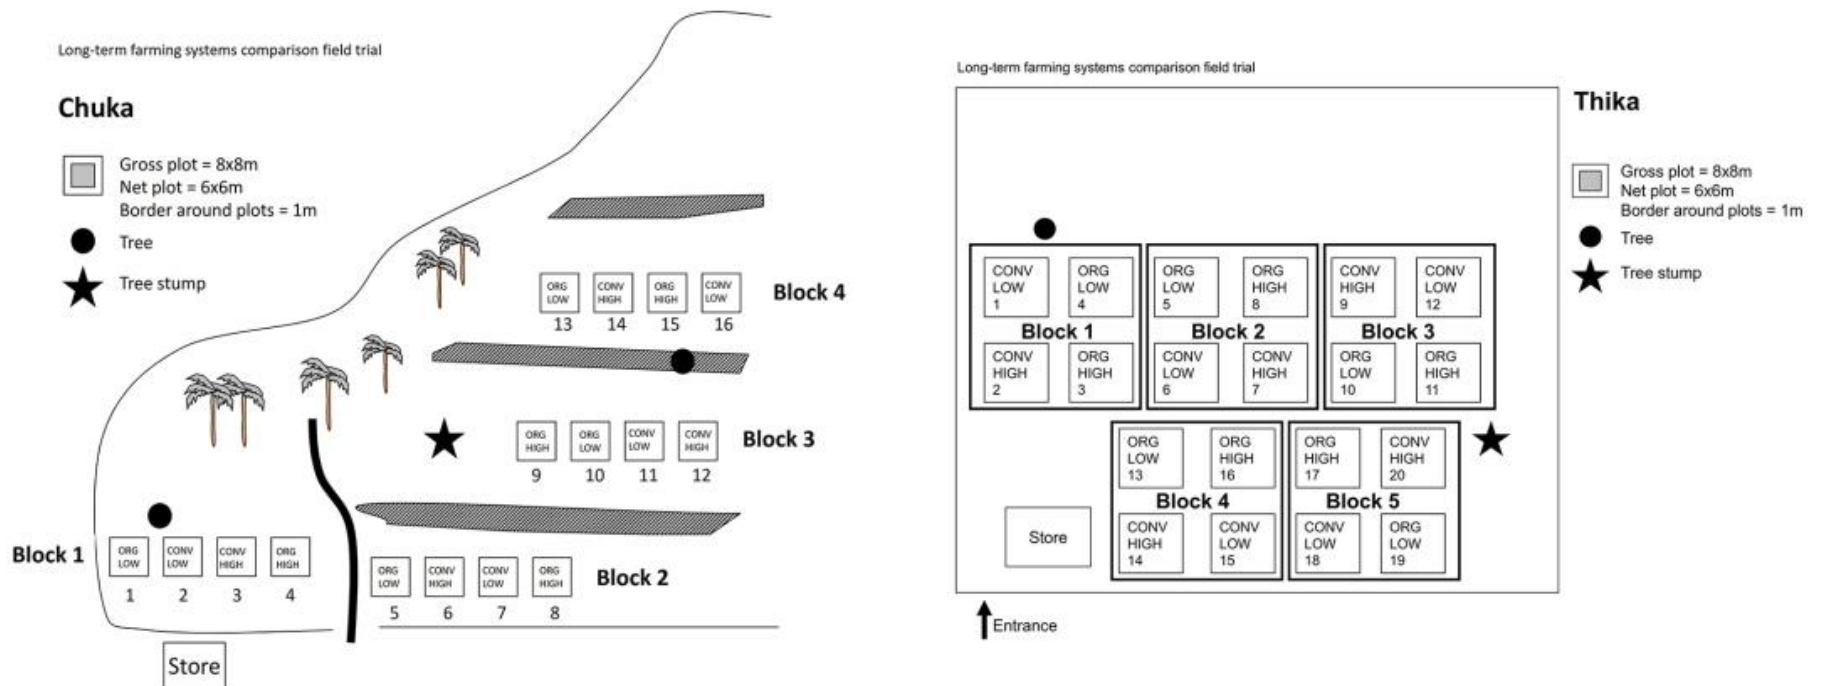 Long-term farming systems comparison field trial
Chuka
Gross plot = 8x8m
Net plot = 6x6m
Border around plots = 1m
Tree
Tree stump
ORG LOW
CONV HIGH
ORG HIGH
CONV LOW
Block 4
13 14 15 16
ORG HIGH
ORG LOW
CONV LOW
CONV HIGH
Block 3
9 10 11 12
Block 1
ORG LOW
CONV LOW
CONV HIGH
ORG HIGH
1 2 3 4
ORG LOW
CONV HIGH
CONV LOW
ORG HIGH
Block 2
5 6 7 8
Store
Long-term farming systems comparison field trial
Thika
Gross plot = 8x8m
Net plot = 6x6m
Border around plots = 1m
Tree
Tree stump
CONV LOW 1
ORG LOW 4
Block 1
CONV HIGH 2
ORG HIGH 3
ORG LOW 5
ORG HIGH 8
Block 2
CONV LOW 6
CONV HIGH 7
CONV HIGH 9
CONV LOW 12
Block 3
ORG LOW 10
ORG HIGH 11
ORG LOW 13
ORG HIGH 16
Block 4
CONV HIGH 14
CONV LOW 15
ORG HIGH 17
CONV HIGH 20
Block 5
CONV LOW 18
ORG LOW 19
Store
Entrance